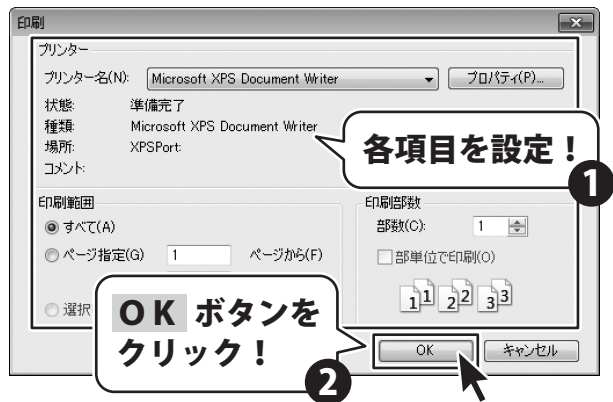 印刷
プリンター
プリンター名(N): Microsoft XPS Document Writer プロパティ(P)...
状態: 準備完了
種類: Microsoft XPS Document Writer
場所: XPSPort:
コメント:
各項目を設定！
1
印刷範囲
すべて(A)
ページ指定(G) 1 ページから(F)
選択
印刷部数
部数(C): 1
部単位で印刷(O)
1 1 2 2 3 3
OK ボタンを
クリック！
2
OK キャンセル